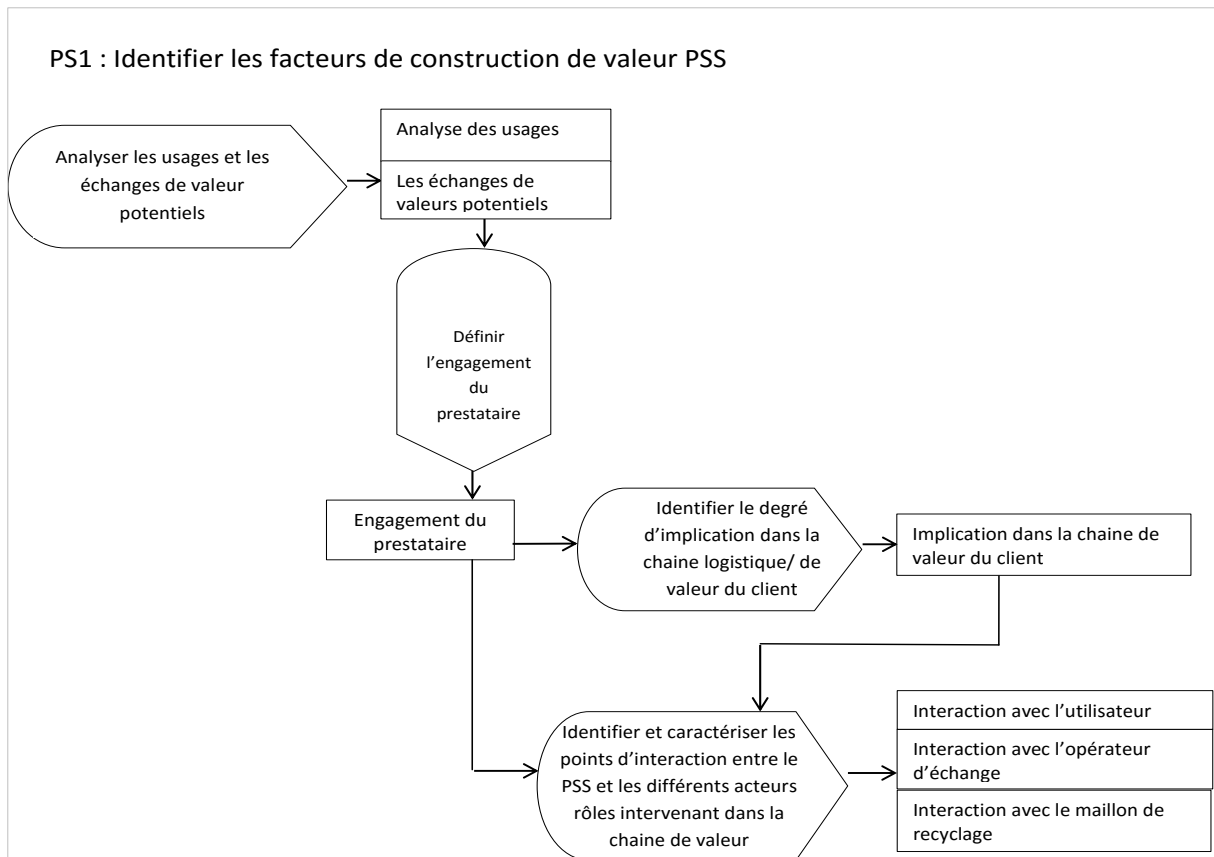 PS1 : Identifier les facteurs de construction de valeur PSS
Analyser les usages et les
échanges de valeur
potentiels
Analyse des usages
Les échanges de
valeurs potentiels
Définir
l'engagement
du
prestataire
Engagement du
prestataire
Identifier le degré
d'implication dans la
chaine logistique/ de
valeur du client
Implication dans la chaine de
valeur du client
Identifier et caractériser les
points d'interaction entre le
PSS et les différents acteurs
rôles intervenant dans la
chaine de valeur
Interaction avec l'utilisateur
Interaction avec l'opérateur
d'échange
Interaction avec le maillon de
recyclage